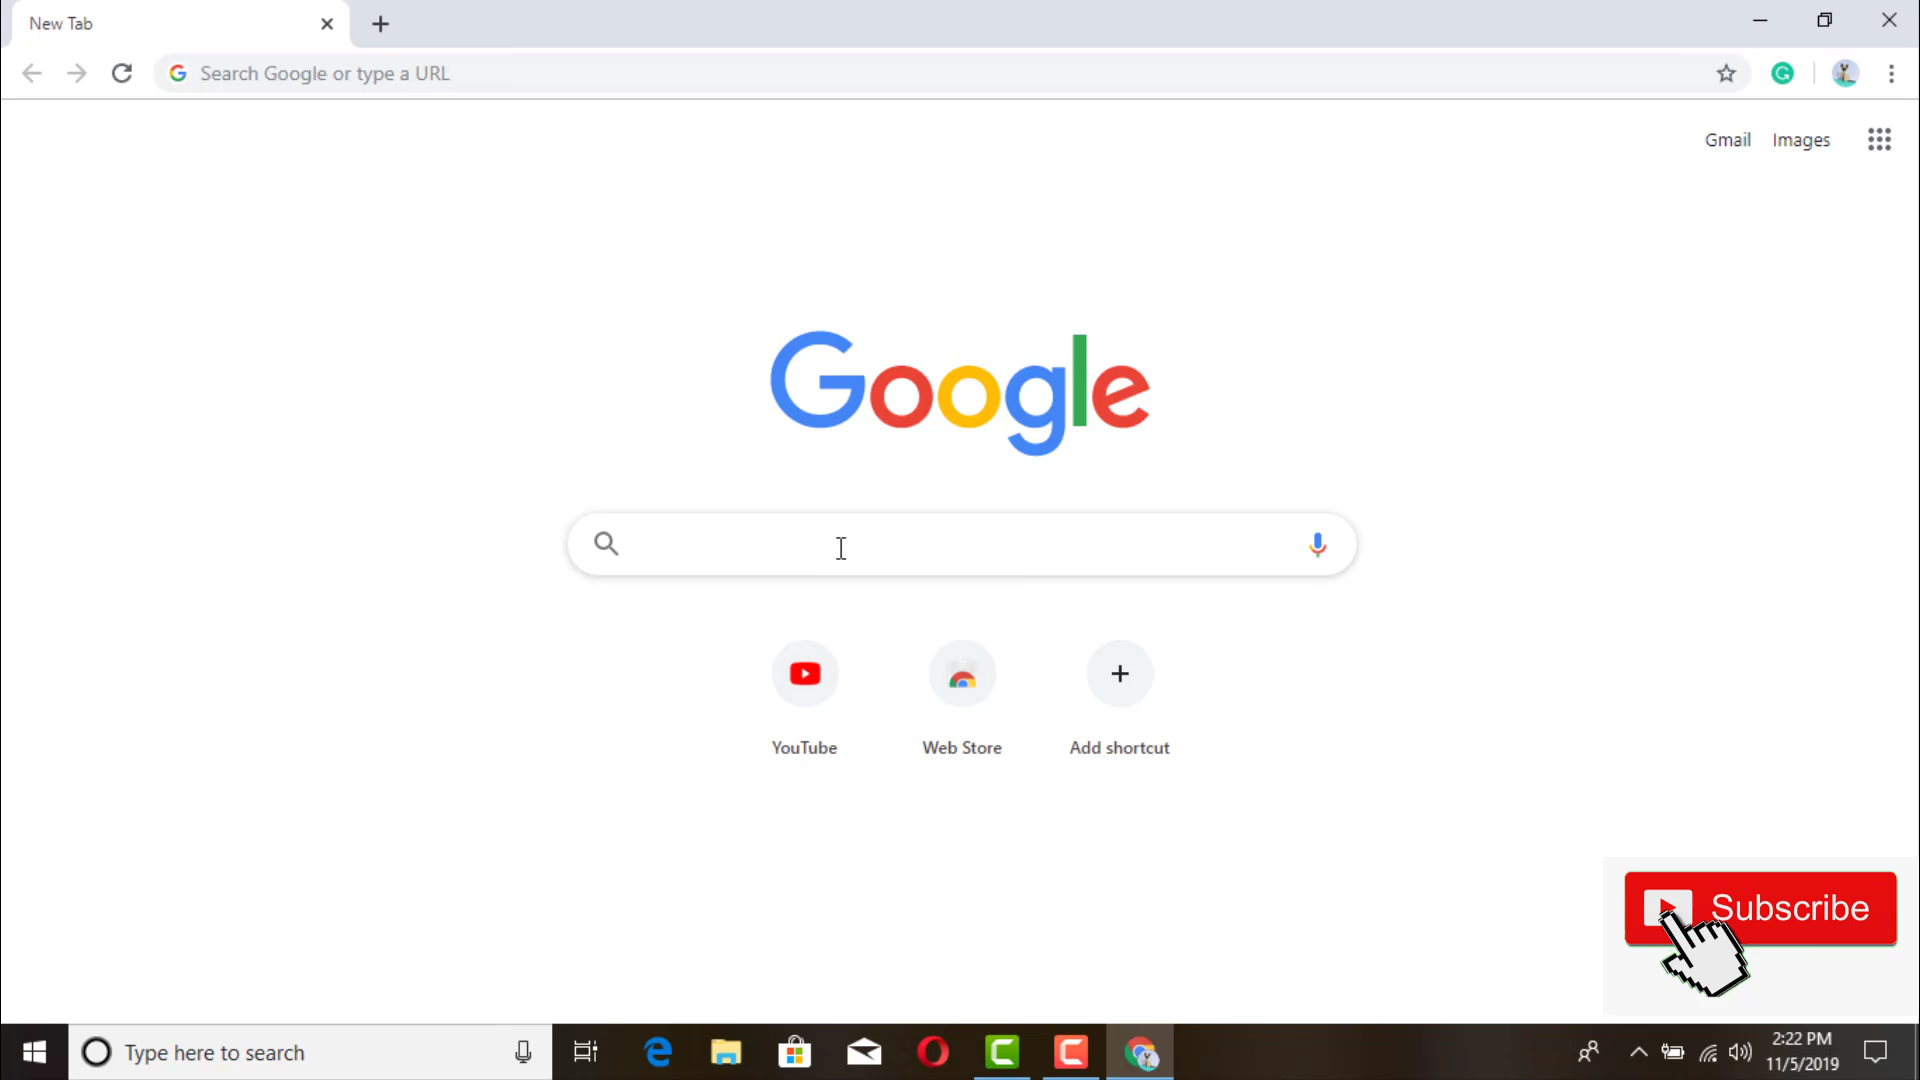 New Tab
Search Google or type a URL
Gmail Images
Google
YouTube Web Store Add shortcut
Subscribe
Type here to search
2:22 PM
11/5/2019